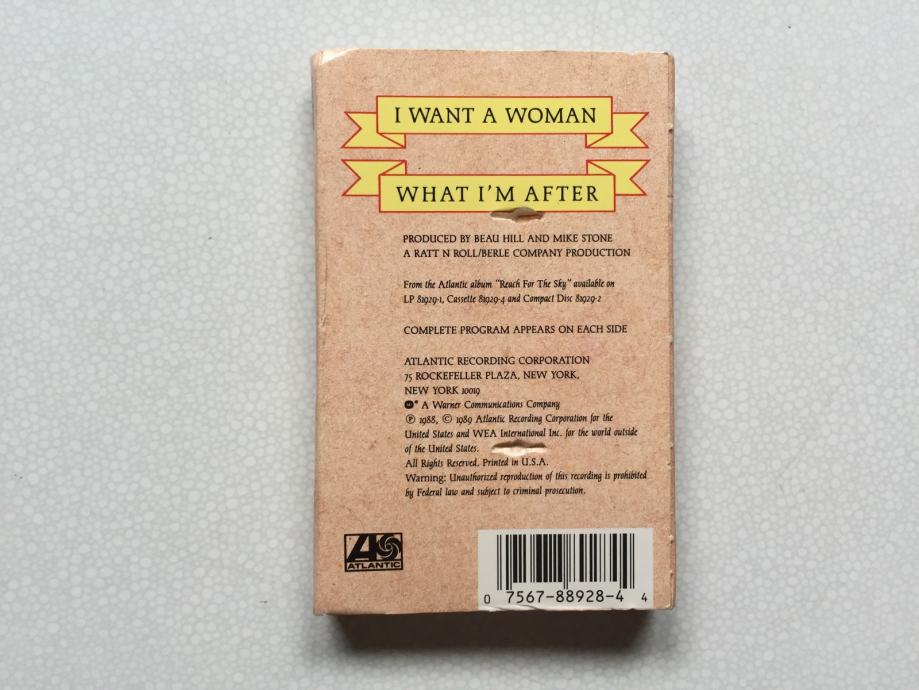 I WANT A WOMAN
WHAT I'M AFTER
PRODUCED BY BEAU HILL AND MIKE STONE
A RATT N ROLL/BERLE COMPANY PRODUCTION
From the Atlantic album "Reach For The Sky" available on
LP 81929-1, Cassette 81929-4 and Compact Disc 81929-2
COMPLETE PROGRAM APPEARS ON EACH SIDE
ATLANTIC RECORDING CORPORATION
75 ROCKEFELLER PLAZA, NEW YORK,
NEW YORK 10019
A Warner Communications Company
℗ 1988, © 1989 Atlantic Recording Corporation for the
United States and WEA International Inc. for the world outside
of the United States.
All Rights Reserved. Printed in U.S.A.
Warning: Unauthorized reproduction of this recording is prohibited
by Federal law and subject to criminal prosecution.
ATLANTIC
0 7567-88928-4 4